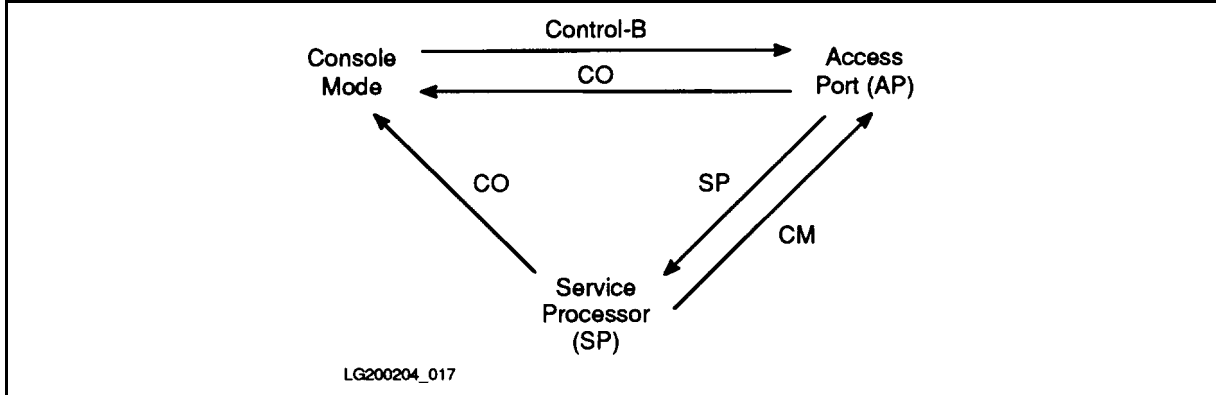 Control-B
Console
Mode
CO
Access
Port (AP)
CO
SP
CM
Service
Processor
(SP)
LG200204_017